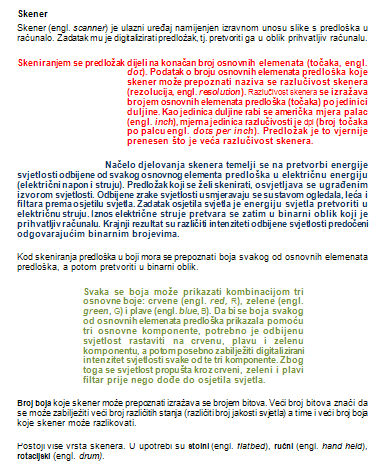 Skener
Skener (engl. scanner) je ulazni uređaj namijenjen izravnom unosu slike s predloška u
računalo. Zadatak mu je digitalizirati predložak, tj. pretvoriti ga u oblik prihvatljiv računalu.
Skeniranjem se predložak dijeli na konačan broj osnovnih elemenata (točaka, engl.
dot). Podatak o broju osnovnih elemenata predloška koje
skener može prepoznati naziva se razlučivost skenera
(rezolucija, engl. resolution). Razlučivost skenera se izražava
brojem osnovnih elemenata predloška (točaka) po jedinici
duljine. Kao jedinica duljine rabi se američka mjera palac
(engl. inch), mjerna jedinica razlučivosti je dpi (broj točaka
po palcu engl. dots per inch). Predložak je to vjernije
prenesen što je veća razlučivost skenera.
Načelo djelovanja skenera temelji se na pretvorbi energije
svjetlosti odbijene od svakog osnovnog elementa predloška u električnu energiju
(električni napon i struju). Predložak koji se želi skenirati, osvjetljava se ugrađenim
izvorom svjetlosti. Odbijene zrake svjetlosti usmjeravaju se sustavom ogledala, leća i
filtara prema osjetilu svjetla. Zadatak osjetila svjetla je energiju svjetla pretvoriti u
električnu struju. Iznos električne struje pretvara se zatim u binarni oblik koji je
prihvatljiv računalu. Krajnji rezultat su različiti intenziteti odbijene svjetlosti predočeni
odgovarajućim binarnim brojevima.
Kod skeniranja predloška u boji mora se prepoznati boja svakog od osnovnih elemenata
predloška, a potom pretvoriti u binarni oblik.
Svaka se boja može prikazati kombinacijom tri
osnovne boje: crvene (engl. red, R), zelene (engl.
green, G) i plave (engl. blue, B). Da bi se boja svakog
od osnovnih elemenata predloška prikazala pomoću
tri osnovne komponente, potrebno je odbijenu
svjetlost rastaviti na crvenu, plavu i zelenu
komponentu, a potom posebno zabilježiti digitalizirani
intenzitet svjetlosti svake od te tri komponente. Zbog
toga se svjetlost propušta kroz crveni, zeleni i plavi
filtar prije nego dođe do osjetila svjetla.
Broj boja koje skener može prepoznati izražava se brojem bitova. Veći broj bitova znači da
se može zabilježiti veći broj različitih stanja (različiti broj jakosti svjetla) a time i veći broj boja
koje skener može razlikovati.
Postoji više vrsta skenera. U upotrebi su stolni (engl. flatbed), ručni (engl. hand held),
rotacijski (engl. drum).